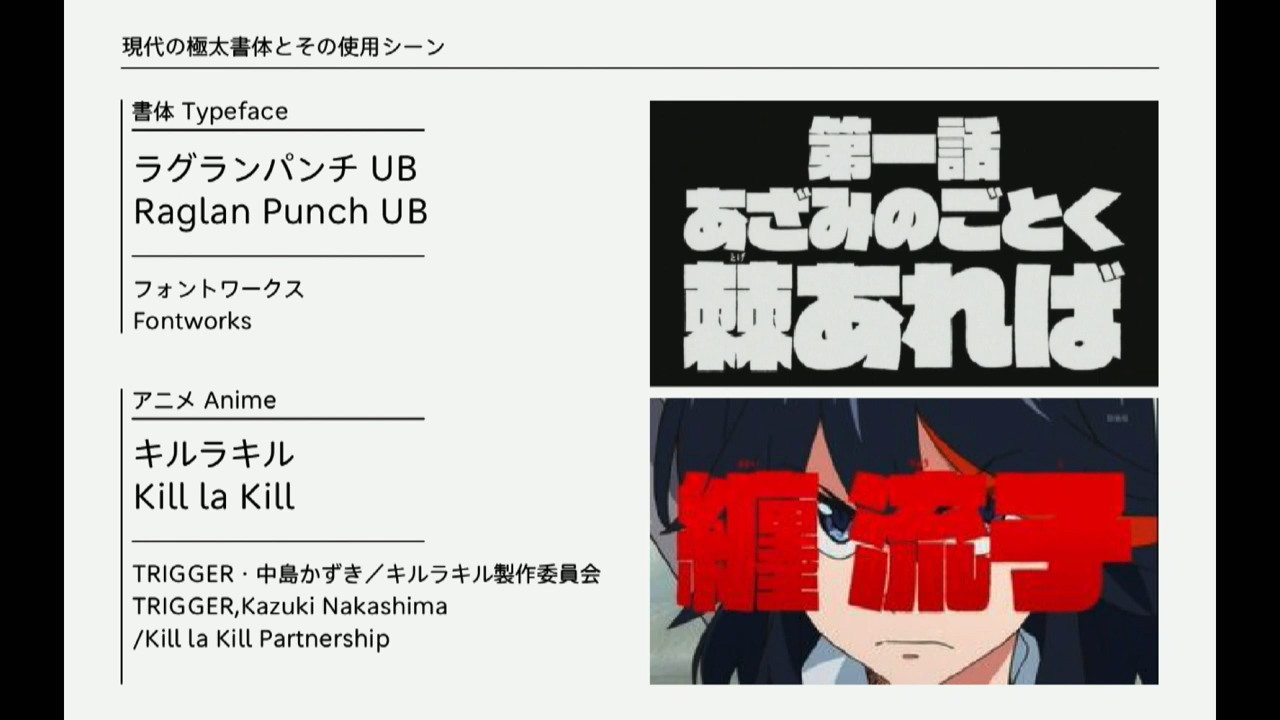 現代の極太書体とその使用シーン
書体 Typeface
ラグランパンチ UB
Raglan Punch UB
フォントワークス
Fontworks
アニメ Anime
キルラキル
Kill la Kill
TRIGGER・中島かずき／キルラキル製作委員会
TRIGGER,Kazuki Nakashima
/Kill la Kill Partnership
第一話
あざみのごとく
とげ
棘あれば
纏 流子